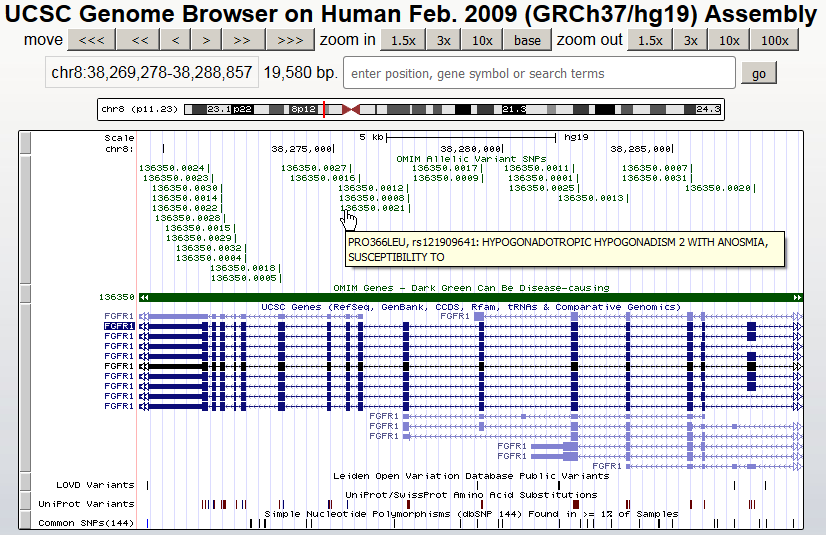 UCSC Genome Browser on Human Feb. 2009 (GRCh37/hg19) Assembly
move <<< << < > >> >>> zoom in 1.5x 3x 10x base zoom out 1.5x 3x 10x 100x
chr8:38,269,278-38,288,857 19,580 bp. enter position, gene symbol or search terms go
chr8 (p11.23) 23.1 p22 8p12 21.3 24.3
Scale 5 kb hg19
chr8: 38,275,000 38,280,000 38,285,000
OMIM Allelic Variant SNPs
136350.0024 136350.0027 136350.0017 136350.0011 136350.0007
136350.0023 136350.0016 136350.0009 136350.0001 136350.0031
136350.0030 136350.0012 136350.0025 136350.0020
136350.0014 136350.0008 136350.0013
136350.0022 136350.0021
136350.0028
136350.0015
136350.0029
136350.0032
136350.0004
136350.0018
136350.0005
PRO366LEU, rs121909641: HYPOGONADOTROPIC HYPOGONADISM 2 WITH ANOSMIA,
SUSCEPTIBILITY TO
OMIM Genes - Dark Green Can Be Disease-causing
136350
UCSC Genes (RefSeq, GenBank, CCDS, Rfam, tRNAs & Comparative Genomics)
FGFR1 FGFR1
FGFR1
FGFR1
FGFR1
FGFR1
FGFR1
FGFR1
FGFR1
FGFR1
FGFR1
FGFR1
FGFR1
FGFR1
FGFR1
FGFR1
Leiden Open Variation Database Public Variants
LOVD Variants
UniProt/SwissProt Amino Acid Substitutions
UniProt Variants
Simple Nucleotide Polymorphisms (dbSNP 144) Found in >= 1% of Samples
Common SNPs(144)